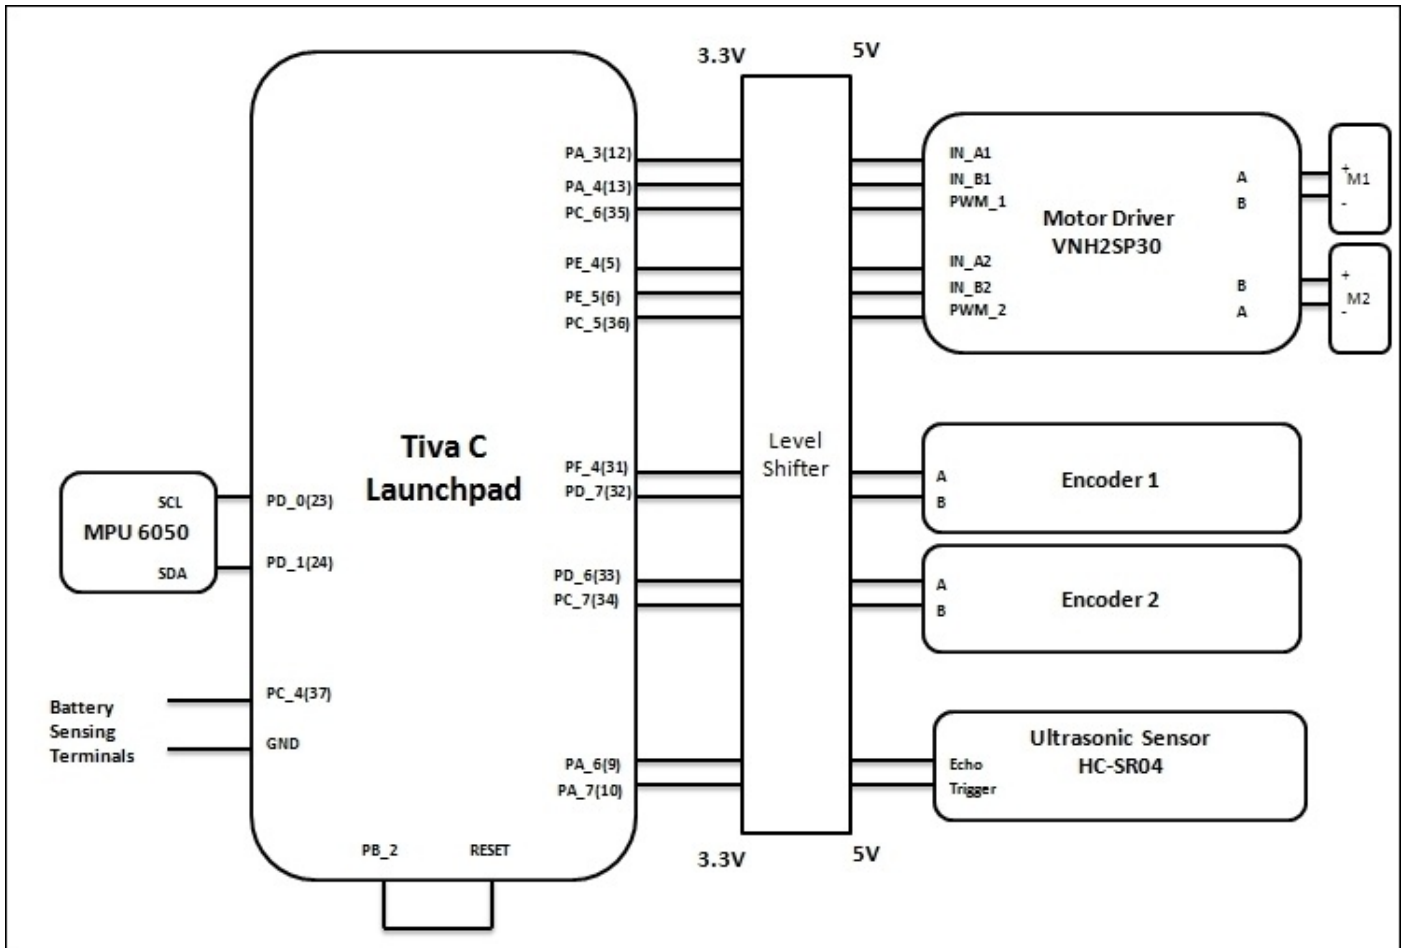 3.3V
5V
PA_3(12)
PA_4(13)
PC_6(35)
PE_4(5)
PE_5(6)
PC_5(36)
IN_A1
IN_B1
PWM_1
IN_A2
IN_B2
PWM_2
Motor Driver
VNH2SP30
A
B
B
A
+
M1
-
+
M2
-
Tiva C
Launchpad
Level
Shifter
PF_4(31)
PD_7(32)
A
B
Encoder 1
SCL
MPU 6050
SDA
PD_0(23)
PD_1(24)
PD_6(33)
PC_7(34)
A
B
Encoder 2
Battery
Sensing
Terminals
PC_4(37)
GND
PA_6(9)
PA_7(10)
Echo
Trigger
Ultrasonic Sensor
HC-SR04
PB_2
RESET
3.3V
5V